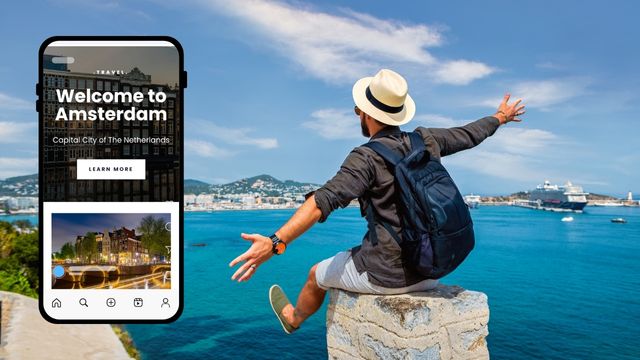 .TRAVEL.
Welcome to
Amsterdam
Capital City of The Netherlands
LEARN MORE